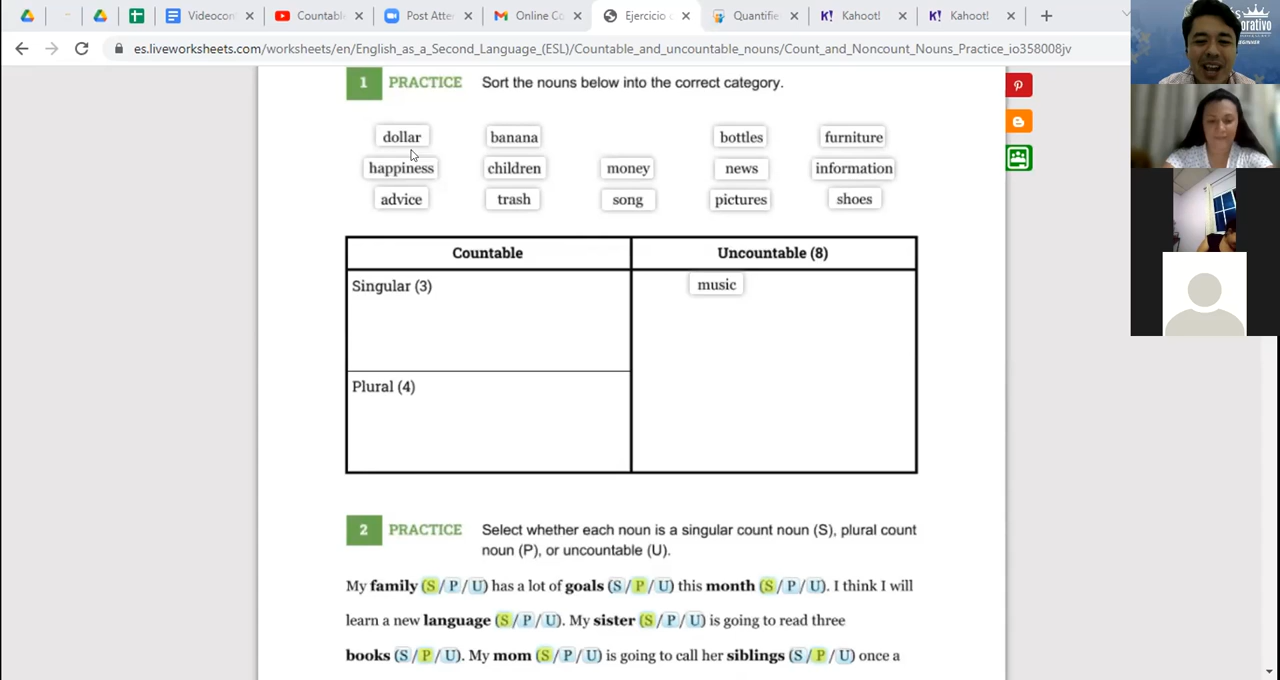 Videocon
Countabl
Post Atte
Online Co
Ejercicio c
Quantifie
Kahoot!
Kahoot!
es.liveworksheets.com/worksheets/en/English_as_a_Second_Language_(ESL)/Countable_and_uncountable_nouns/Count_and_Noncount_Nouns_Practice_io358008jv
1 PRACTICE Sort the nouns below into the correct category.
dollar banana bottles furniture
happiness children money news information
advice trash song pictures shoes
Countable Uncountable (8)
Singular (3) music
Plural (4)
2 PRACTICE Select whether each noun is a singular count noun (S), plural count
noun (P), or uncountable (U).
My family (S/P/U) has a lot of goals (S/P/U) this month (S/P/U). I think I will
learn a new language (S/P/U). My sister (S/P/U) is going to read three
books (S/P/U). My mom (S/P/U) is going to call her siblings (S/P/U) once a